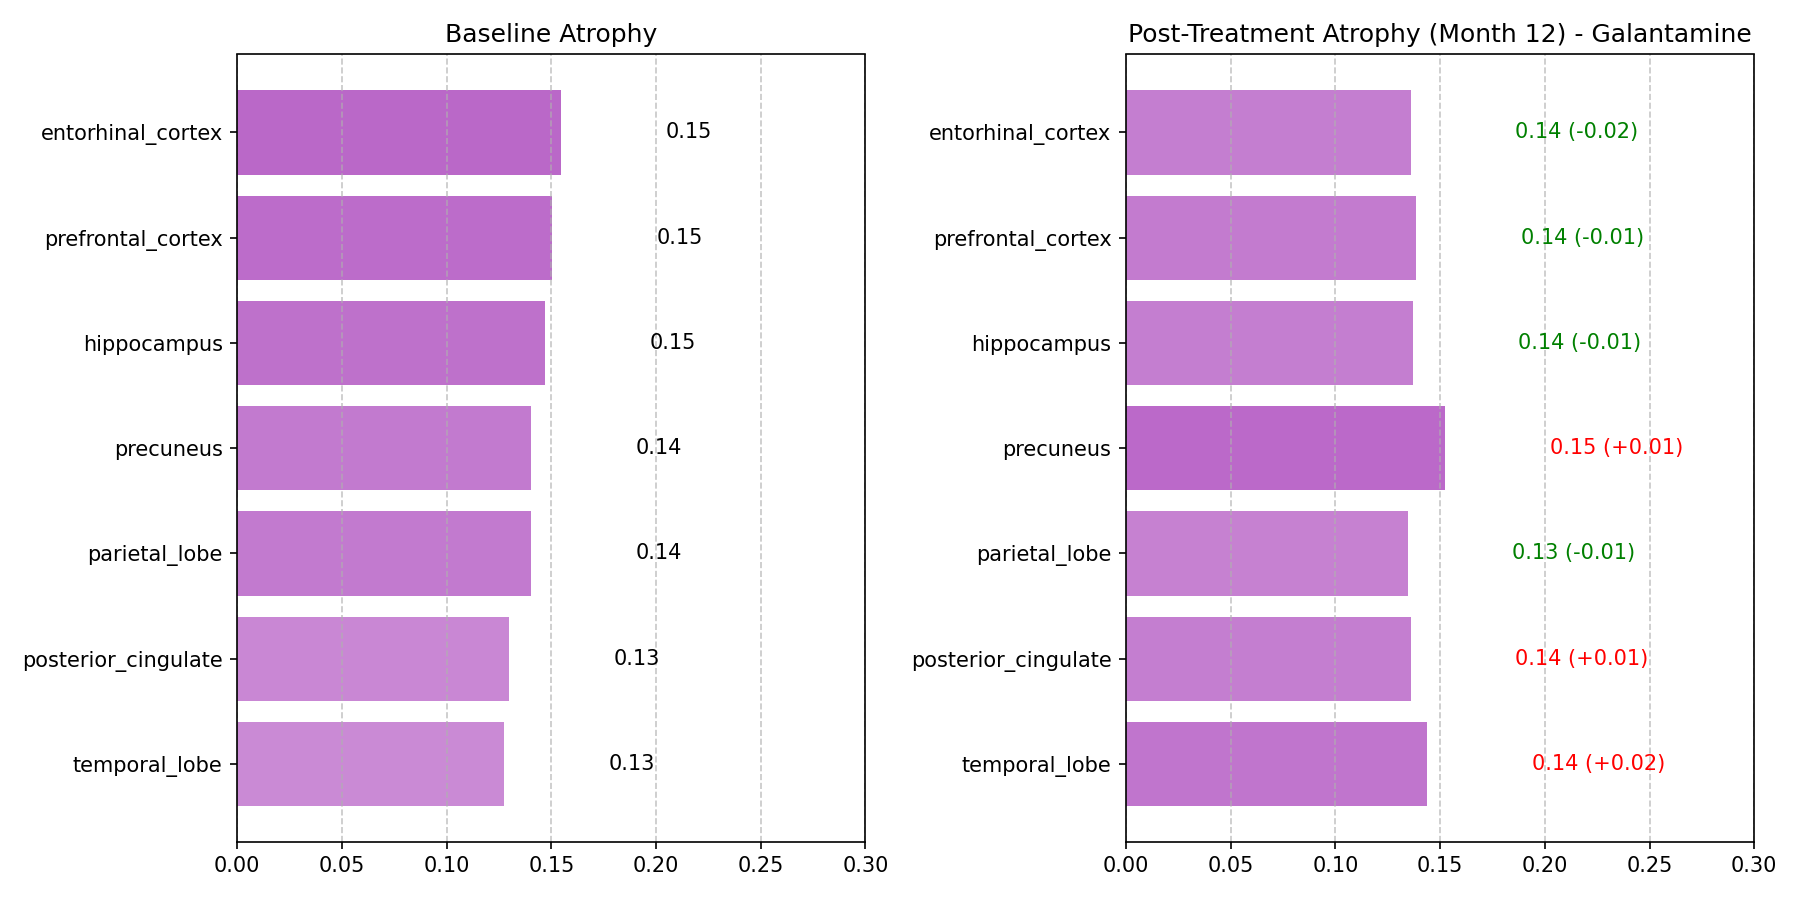 Baseline Atrophy
entorhinal_cortex 0.15
prefrontal_cortex 0.15
hippocampus 0.15
precuneus 0.14
parietal_lobe 0.14
posterior_cingulate 0.13
temporal_lobe 0.13
0.00 0.05 0.10 0.15 0.20 0.25 0.30
Post-Treatment Atrophy (Month 12) - Galantamine
entorhinal_cortex 0.14 (-0.02)
prefrontal_cortex 0.14 (-0.01)
hippocampus 0.14 (-0.01)
precuneus 0.15 (+0.01)
parietal_lobe 0.13 (-0.01)
posterior_cingulate 0.14 (+0.01)
temporal_lobe 0.14 (+0.02)
0.00 0.05 0.10 0.15 0.20 0.25 0.30